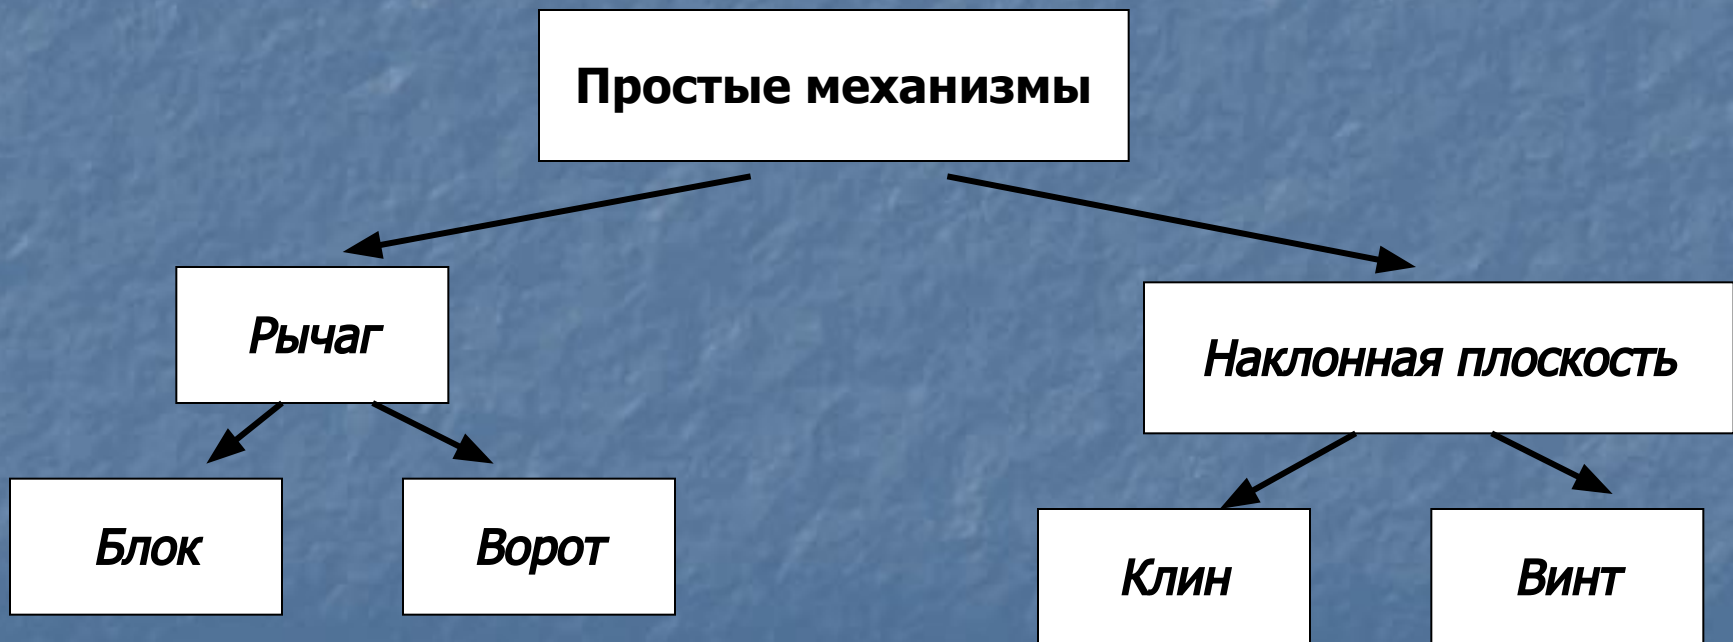 Простые механизмы
Рычаг
Наклонная плоскость
Блок
Ворот
Клин
Винт